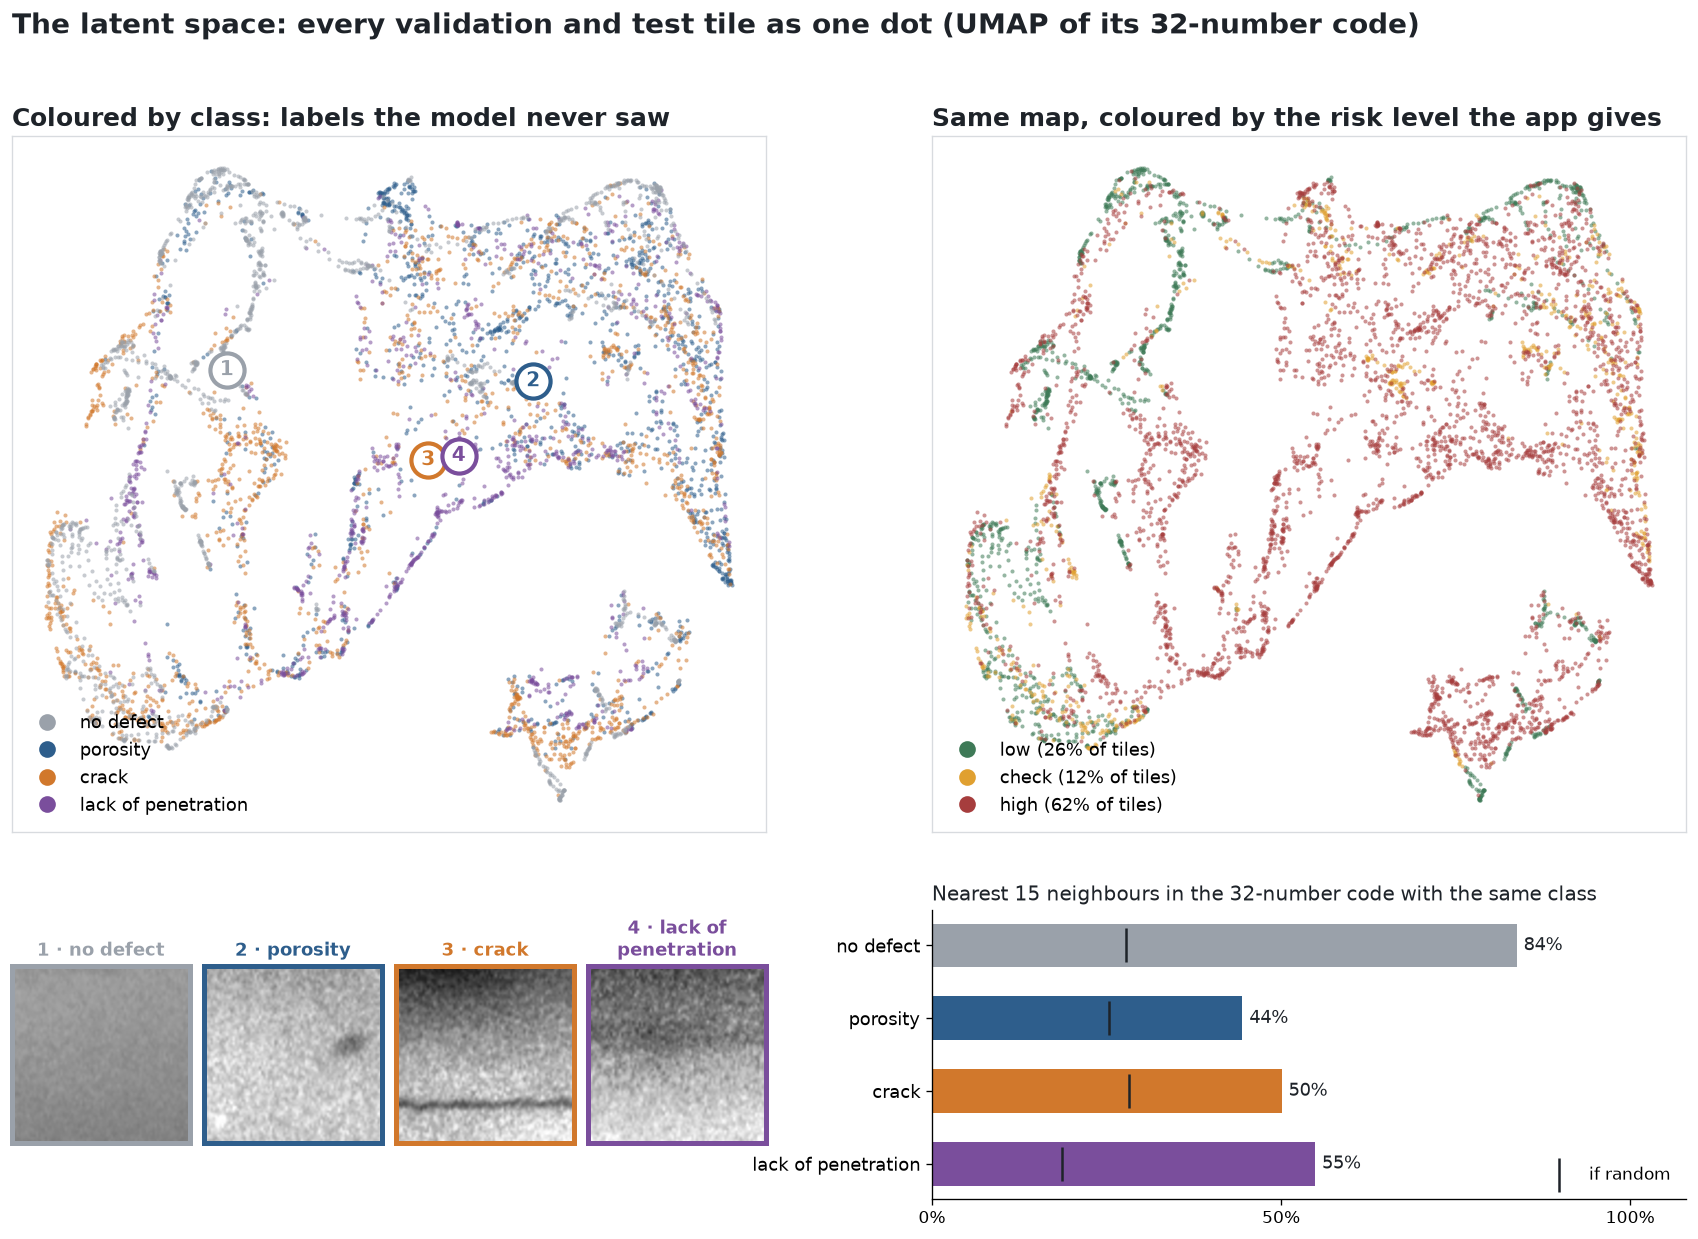 The latent space: every validation and test tile as one dot (UMAP of its 32-number code)
Coloured by class: labels the model never saw
1
2
3
4
no defect
porosity
crack
lack of penetration
Same map, coloured by the risk level the app gives
low (26% of tiles)
check (12% of tiles)
high (62% of tiles)
1 · no defect
2 · porosity
3 · crack
4 · lack of
penetration
Nearest 15 neighbours in the 32-number code with the same class
no defect
84%
porosity
44%
crack
50%
lack of penetration
55%
if random
0%
50%
100%